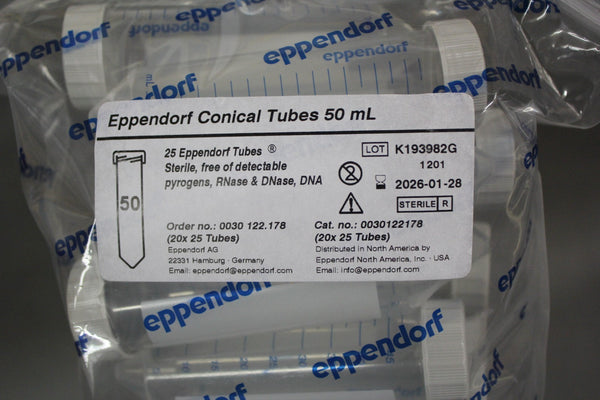 eppendorf
eppendorf
eppendorf
eppendorf
eppendorf
Eppendorf Conical Tubes 50 mL
25 Eppendorf Tubes ®
Sterile, free of detectable
pyrogens, RNase & DNase, DNA
50
LOT K193982G
1201
2026-01-28
STERILE R
Order no.: 0030 122.178
(20x 25 Tubes)
Eppendorf AG
22331 Hamburg · Germany
Email: eppendorf@eppendorf.com
Cat. no.: 0030122178
(20x 25 Tubes)
Distributed in North America by
Eppendorf North America, Inc. · USA
Email: info@eppendorf.com
eppendorf
eppendorf